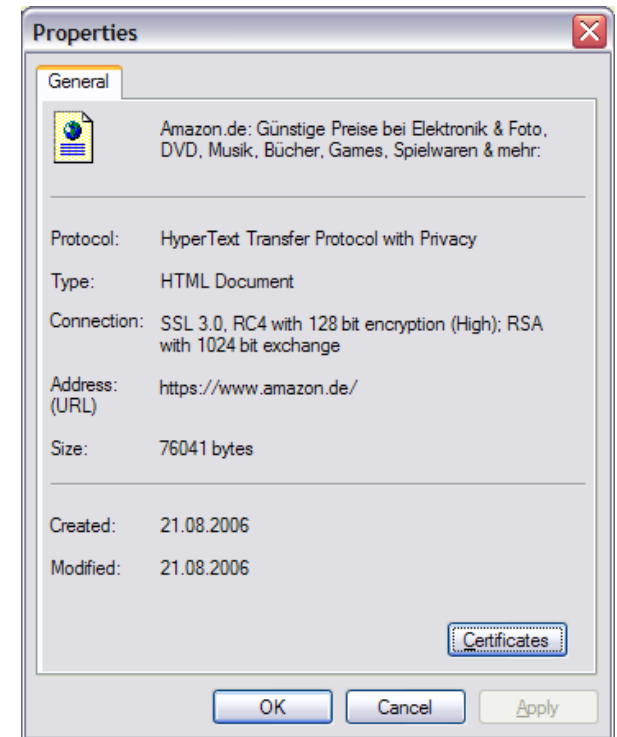 Properties
General
Amazon.de: Günstige Preise bei Elektronik & Foto,
DVD, Musik, Bücher, Games, Spielwaren & mehr:
Protocol: HyperText Transfer Protocol with Privacy
Type: HTML Document
Connection: SSL 3.0, RC4 with 128 bit encryption (High); RSA
with 1024 bit exchange
Address: https://www.amazon.de/
(URL)
Size: 76041 bytes
Created: 21.08.2006
Modified: 21.08.2006
Certificates
OK Cancel Apply